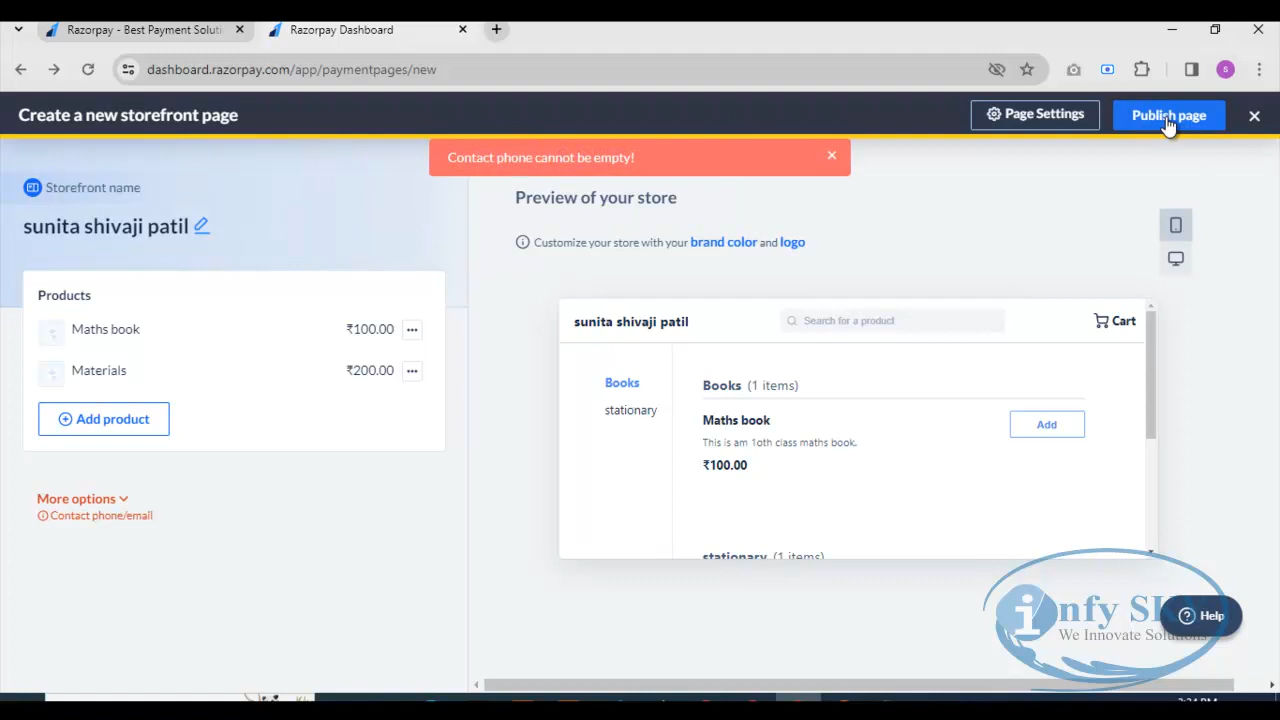 Razorpay - Best Payment Soluti
Razorpay Dashboard
dashboard.razorpay.com/app/paymentpages/new
S
Create a new storefront page
Page Settings
Publish page
Contact phone cannot be empty!
Storefront name
sunita shivaji patil
Products
Maths book ₹100.00
Materials ₹200.00
Add product
More options
Contact phone/email
Preview of your store
Customize your store with your brand color and logo
sunita shivaji patil
Search for a product
Cart
Books
stationary
Books (1 items)
Maths book
Add
This is am 1oth class maths book.
₹100.00
stationary (1 items)
infy
We Innovate Solutions
Help